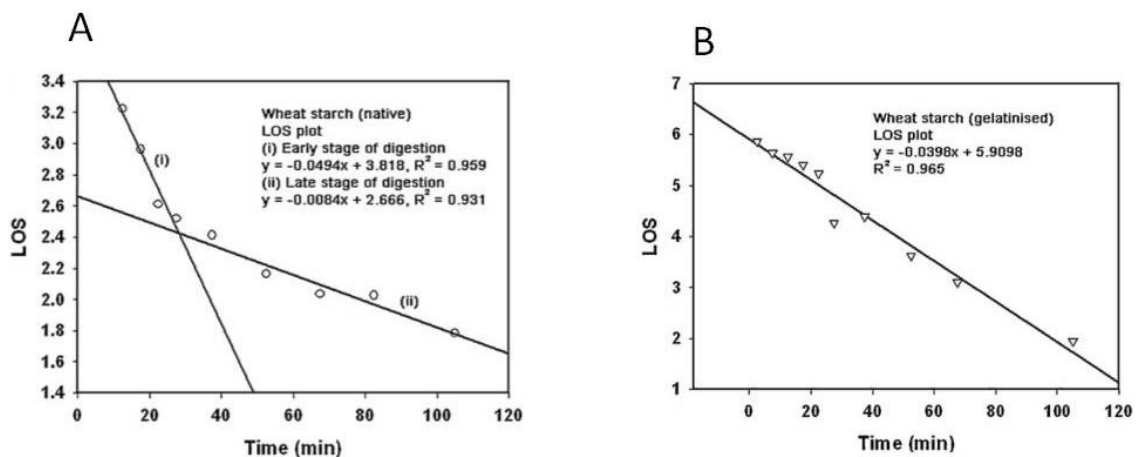 A
3.4
3.2
3.0
2.8
2.6
2.4
2.2
2.0
1.8
1.6
1.4
LOS
Wheat starch (native)
LOS plot
(i) Early stage of digestion
y = -0.0494x + 3.818, R² = 0.959
(ii) Late stage of digestion
y = -0.0084x + 2.666, R² = 0.931
(i)
(ii)
0 20 40 60 80 100 120
Time (min)
B
7
6
5
4
3
2
1
LOS
Wheat starch (gelatinised)
LOS plot
y = -0.0398x + 5.9098
R² = 0.965
0 20 40 60 80 100 120
Time (min)